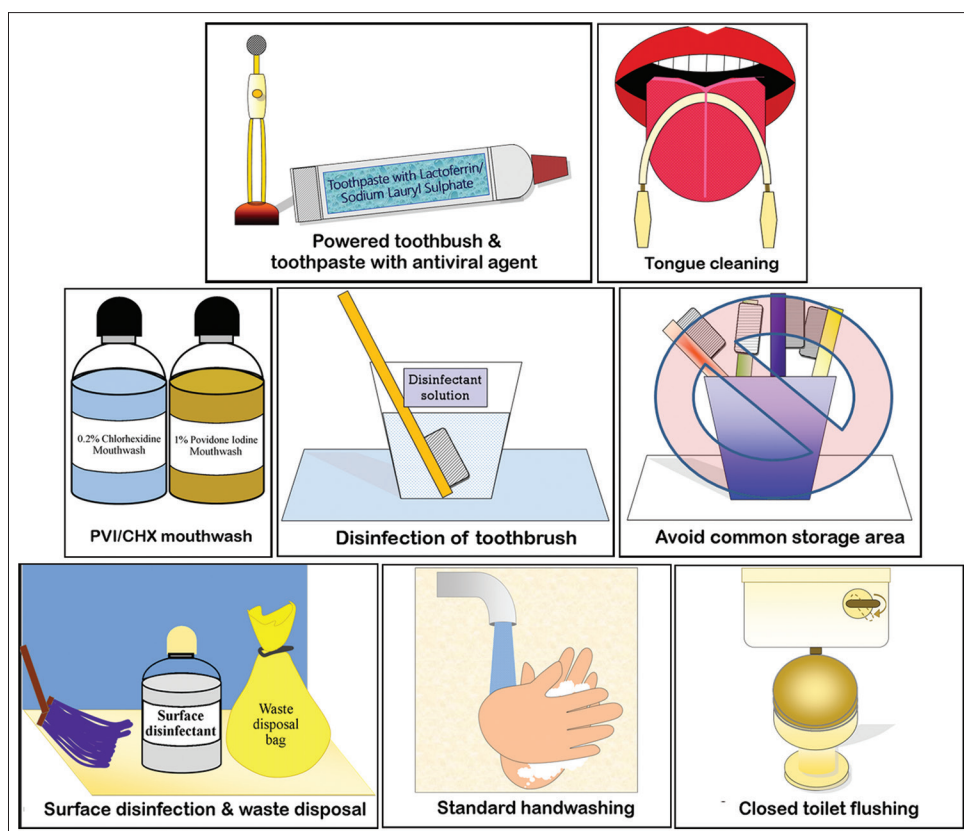 Toothpaste with Lactoferrin/
Sodium Lauryl Sulphate
Powered toothbush &
toothpaste with antiviral agent
Tongue cleaning
0.2% Chlorhexidine
Mouthwash
1% Povidone Iodine
Mouthwash
PVI/CHX mouthwash
Disinfectant
solution
Disinfection of toothbrush
Avoid common storage area
Surface
disinfectant
Waste
disposal
bag
Surface disinfection & waste disposal
Standard handwashing
Closed toilet flushing